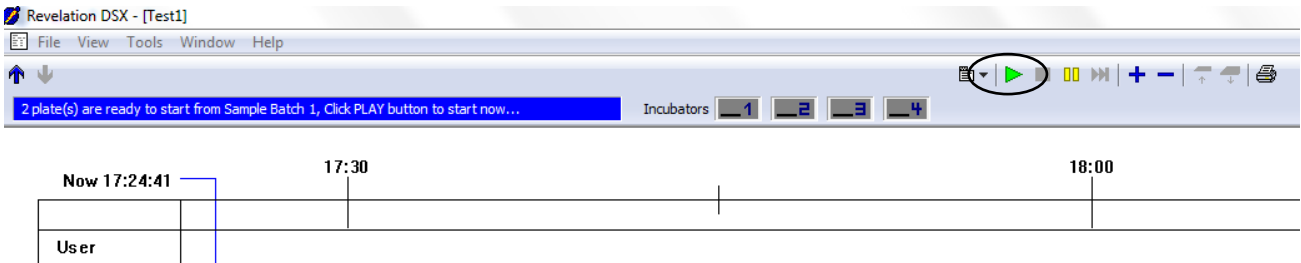 Revelation DSX - [Test1]
File View Tools Window Help
2 plate(s) are ready to start from Sample Batch 1, Click PLAY button to start now...
Incubators 1 2 3 4
17:30 18:00
Now 17:24:41
User